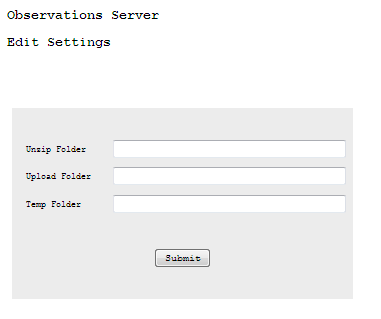 Observations Server
Edit Settings
Unzip Folder
Upload Folder
Temp Folder
Submit